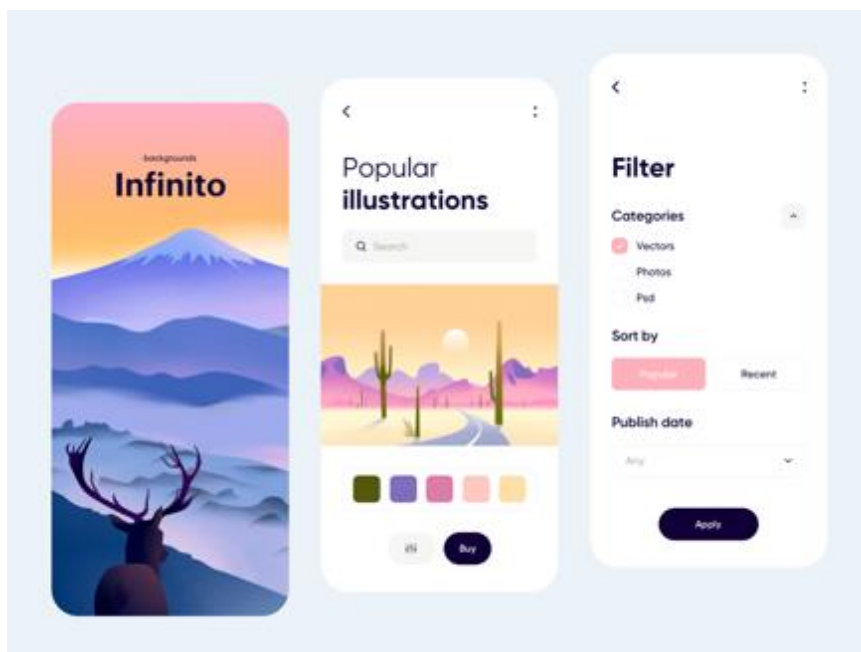 backgrounds
Infinito
Popular
illustrations
Search
Buy
Filter
Categories
Vectors
Photos
Psd
Sort by
Popular
Recent
Publish date
Any
Apply